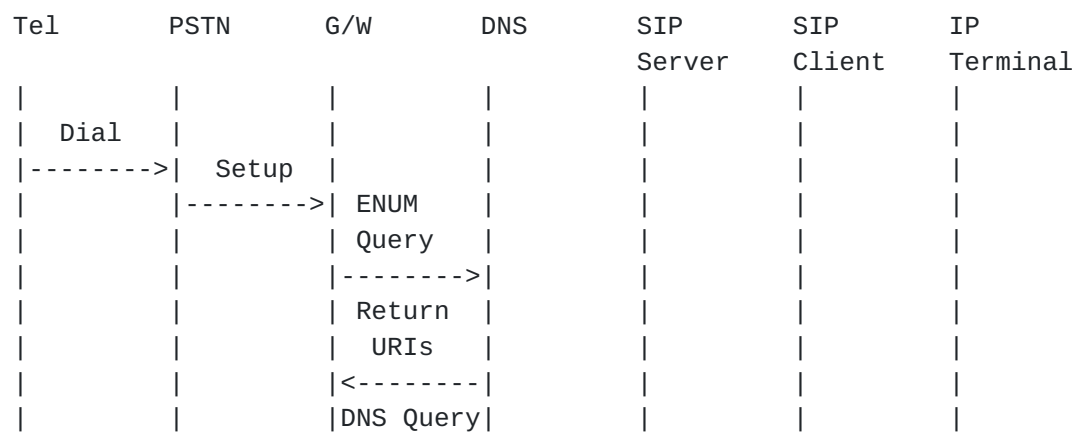 Tel       PSTN      G/W       DNS       SIP       SIP       IP
                                        Server    Client    Terminal
|         |         |         |         |         |         |
|  Dial   |         |         |         |         |         |
|-------->|  Setup  |         |         |         |         |
|         |-------->| ENUM    |         |         |         |
|         |         | Query   |         |         |         |
|         |         |-------->|         |         |         |
|         |         | Return  |         |         |         |
|         |         |  URIs   |         |         |         |
|         |         |<--------|         |         |         |
|         |         |DNS Query|         |         |         |